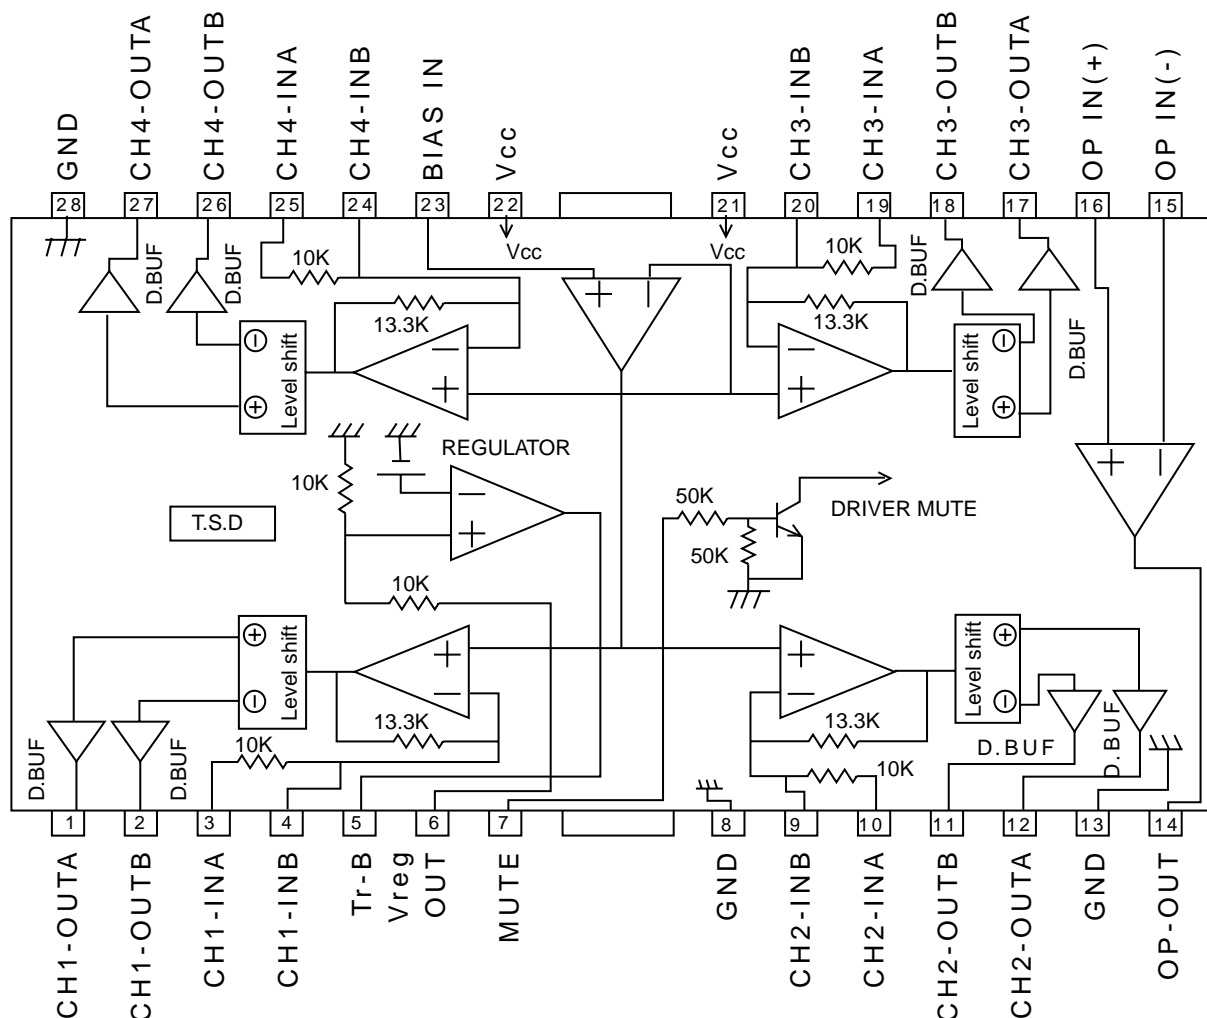 GND
CH4-OUTA
CH4-OUTB
CH4-INA
CH4-INB
BIAS IN
Vcc
Vcc
CH3-INB
CH3-INA
CH3-OUTB
CH3-OUTA
OP IN(+)
OP IN(-)
28
27
26
25
24
23
22
21
20
19
18
17
16
15
Vcc
Vcc
D.BUF
D.BUF
10K
13.3K
Level shift
10K
13.3K
D.BUF
D.BUF
Level shift
REGULATOR
10K
T.S.D
10K
50K
50K
DRIVER MUTE
Level shift
13.3K
10K
D.BUF
D.BUF
Level shift
13.3K
10K
D.BUF
D.BUF
1
2
3
4
5
6
7
8
9
10
11
12
13
14
CH1-OUTA
CH1-OUTB
CH1-INA
CH1-INB
Tr-B
Vreg
OUT
MUTE
GND
CH2-INB
CH2-INA
CH2-OUTB
CH2-OUTA
GND
OP-OUT